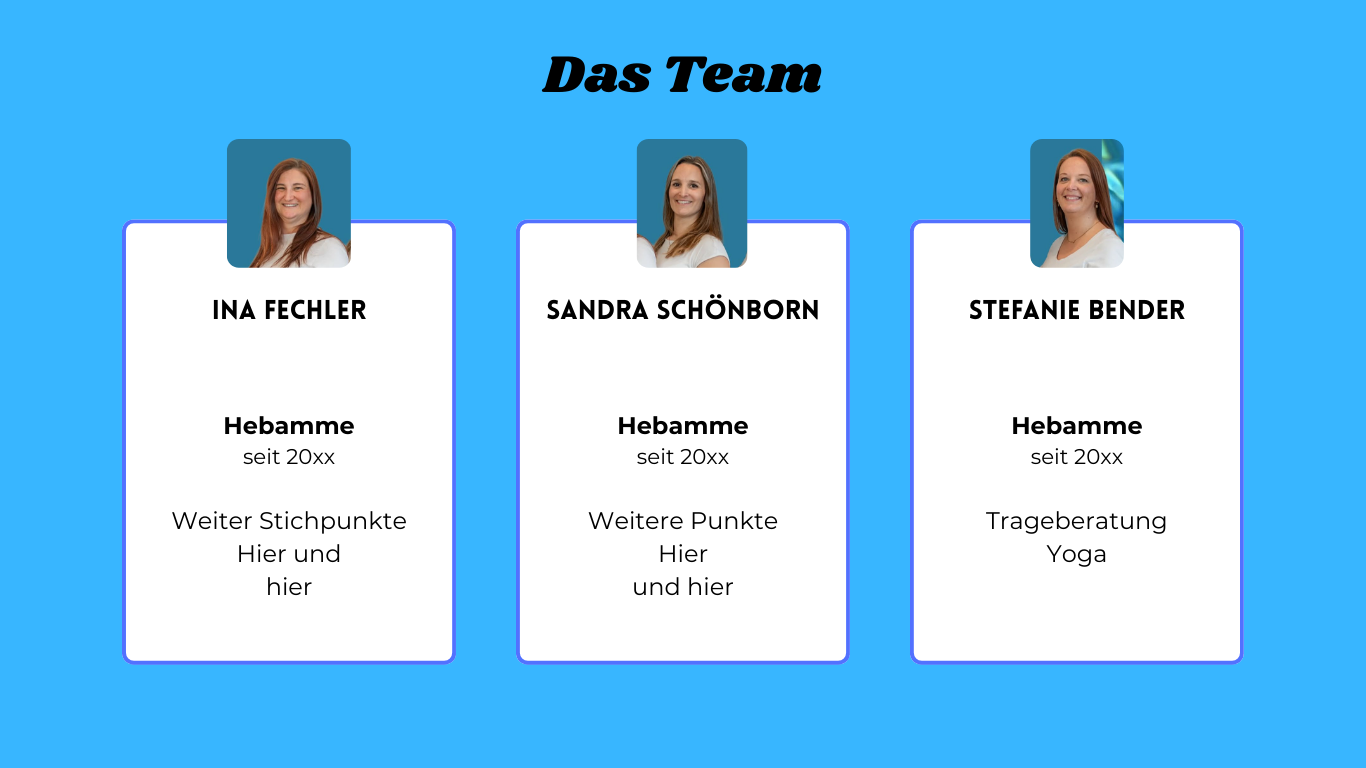 Das Team
INA FECHLER
Hebamme
seit 20xx
Weiter Stichpunkte
Hier und
hier
SANDRA SCHÖNBORN
Hebamme
seit 20xx
Weitere Punkte
Hier
und hier
STEFANIE BENDER
Hebamme
seit 20xx
Trageberatung
Yoga